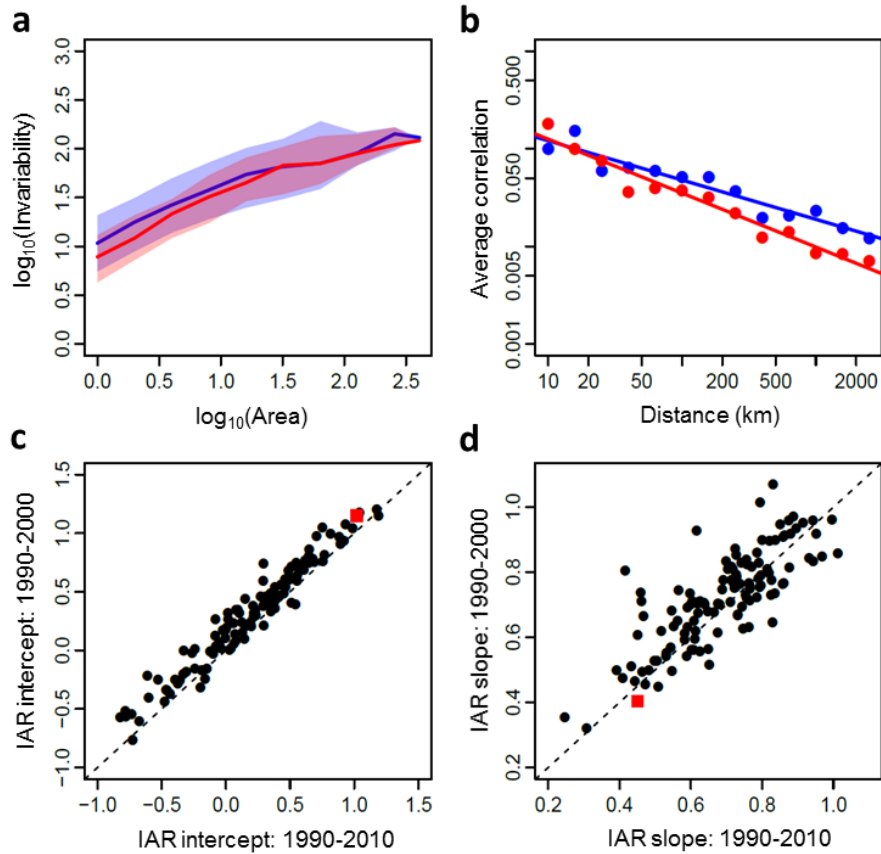 a
log10(Invariability)
3.0
2.5
2.0
1.5
1.0
0.5
0.0
0.0 0.5 1.0 1.5 2.0 2.5
log10(Area)
b
Average correlation
0.500
0.050
0.005
0.001
10 20 50 200 500 2000
Distance (km)
c
IAR intercept: 1990-2000
1.5
1.0
0.5
0.0
−0.5
−1.0
−1.0 −0.5 0.0 0.5 1.0 1.5
IAR intercept: 1990-2010
d
IAR slope: 1990-2000
1.0
0.8
0.6
0.4
0.2
0.2 0.4 0.6 0.8 1.0
IAR slope: 1990-2010